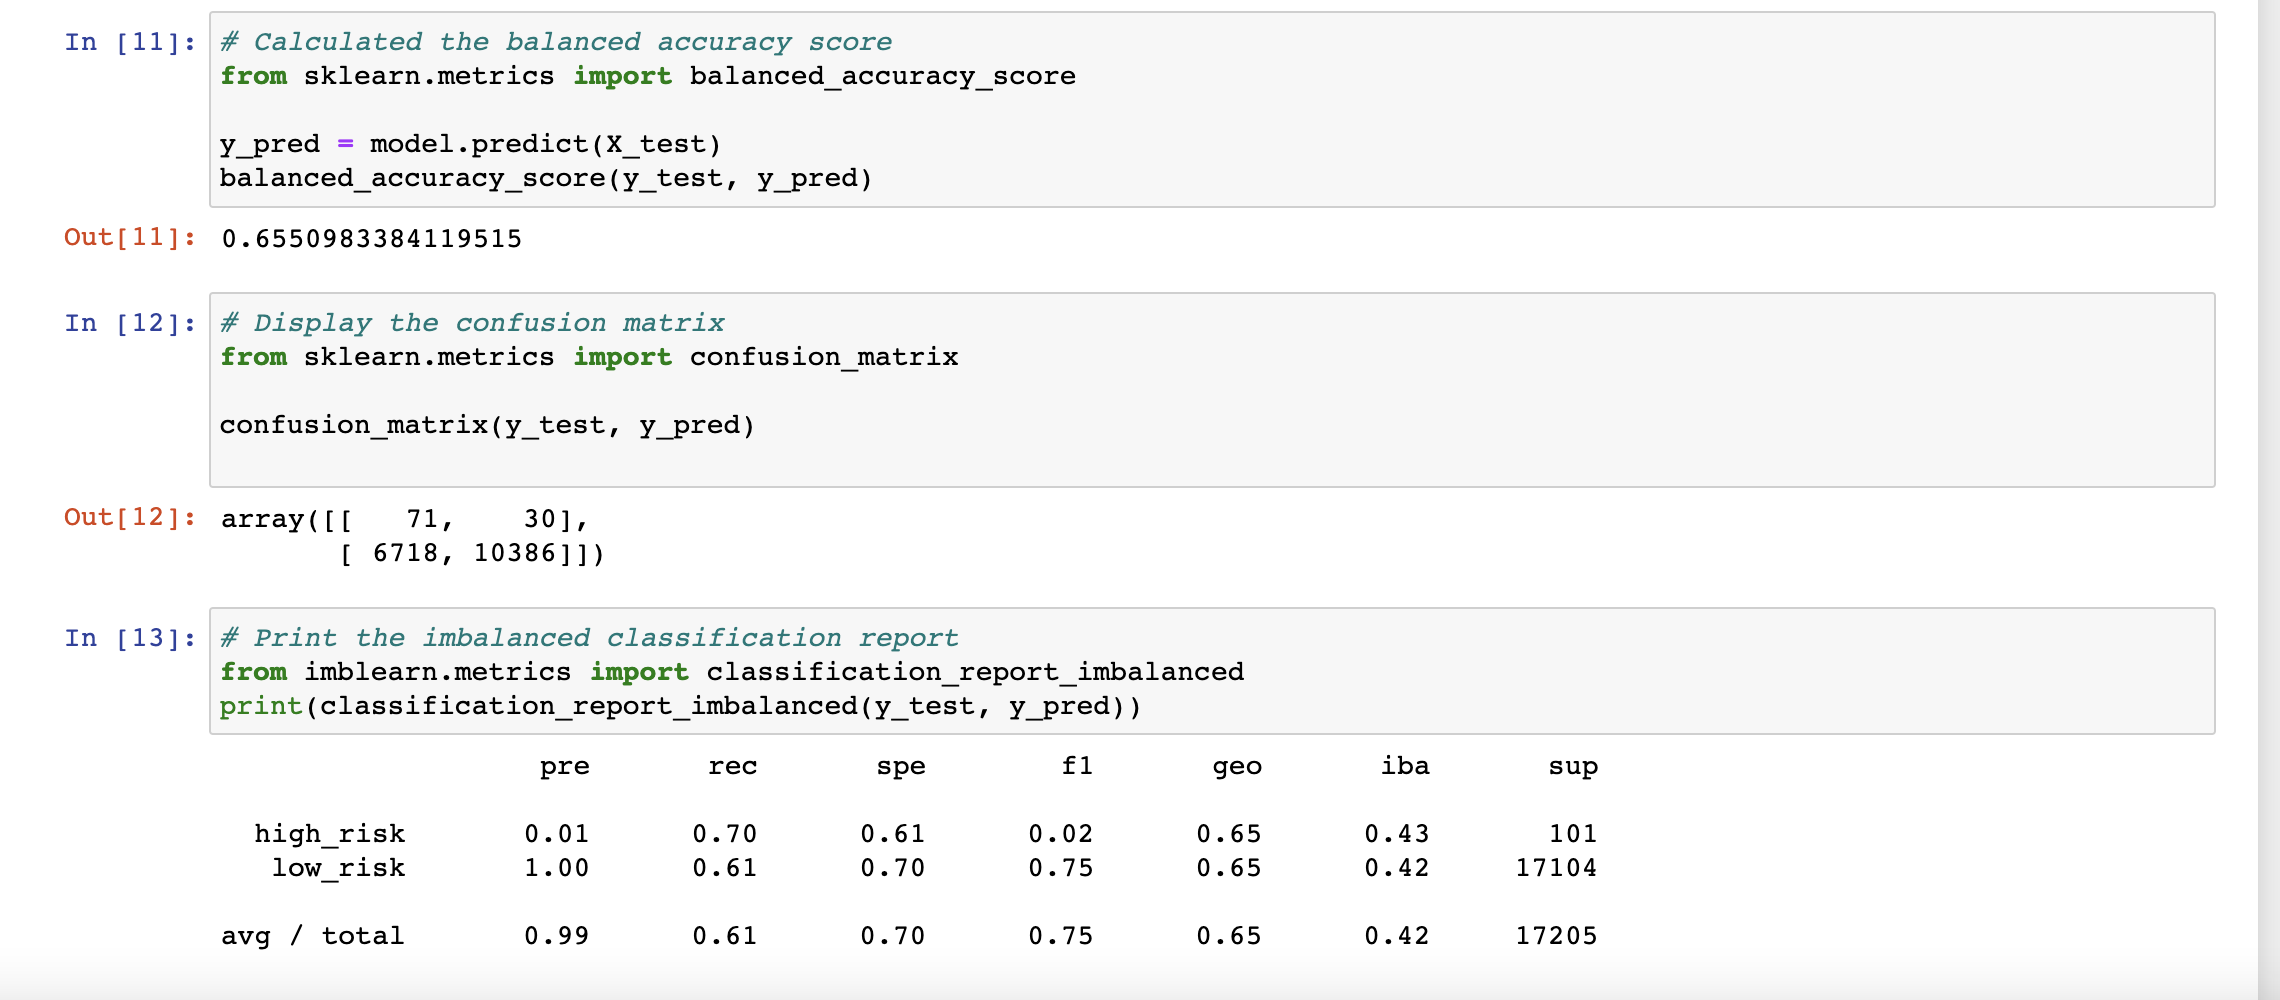 In [11]: # Calculated the balanced accuracy score
from sklearn.metrics import balanced_accuracy_score
y_pred = model.predict(X_test)
balanced_accuracy_score(y_test, y_pred)
Out[11]: 0.6550983384119515
In [12]: # Display the confusion matrix
from sklearn.metrics import confusion_matrix
confusion_matrix(y_test, y_pred)
Out[12]: array([[   71,    30],
       [ 6718, 10386]])
In [13]: # Print the imbalanced classification report
from imblearn.metrics import classification_report_imbalanced
print(classification_report_imbalanced(y_test, y_pred))
pre rec spe f1 geo iba sup
high_risk 0.01 0.70 0.61 0.02 0.65 0.43 101
low_risk 1.00 0.61 0.70 0.75 0.65 0.42 17104
avg / total 0.99 0.61 0.70 0.75 0.65 0.42 17205